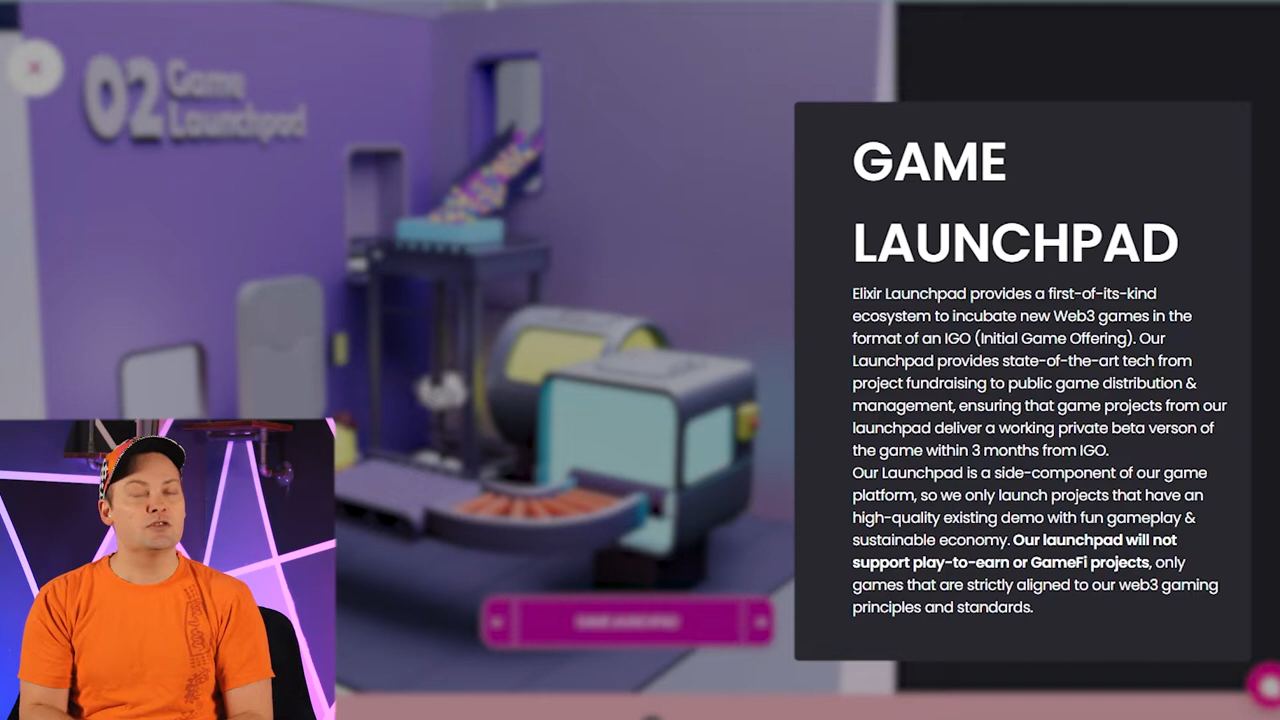 02 Game
Launchpad
GAME
LAUNCHPAD
Elixir Launchpad provides a first-of-its-kind
ecosystem to incubate new Web3 games in the
format of an IGO (Initial Game Offering). Our
Launchpad provides state-of-the-art tech from
project fundraising to public game distribution &
management, ensuring that game projects from our
launchpad deliver a working private beta verson of
the game within 3 months from IGO.
Our Launchpad is a side-component of our game
platform, so we only launch projects that have an
high-quality existing demo with fun gameplay &
sustainable economy. Our launchpad will not
support play-to-earn or GameFi projects, only
games that are strictly aligned to our web3 gaming
principles and standards.